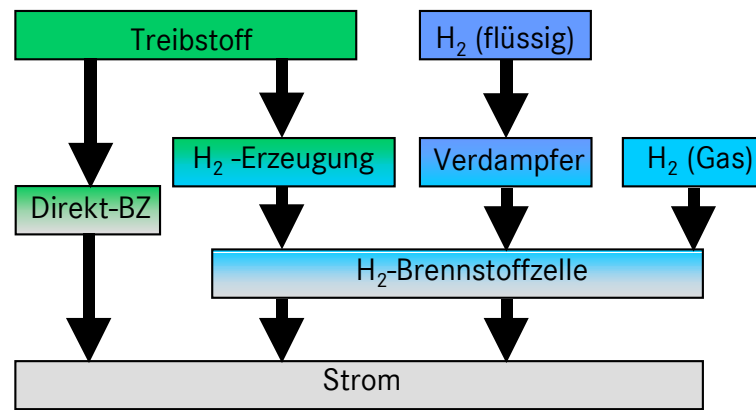 Treibstoff
H₂ (flüssig)
H₂ -Erzeugung
Verdampfer
H₂ (Gas)
Direkt-BZ
H₂-Brennstoffzelle
Strom